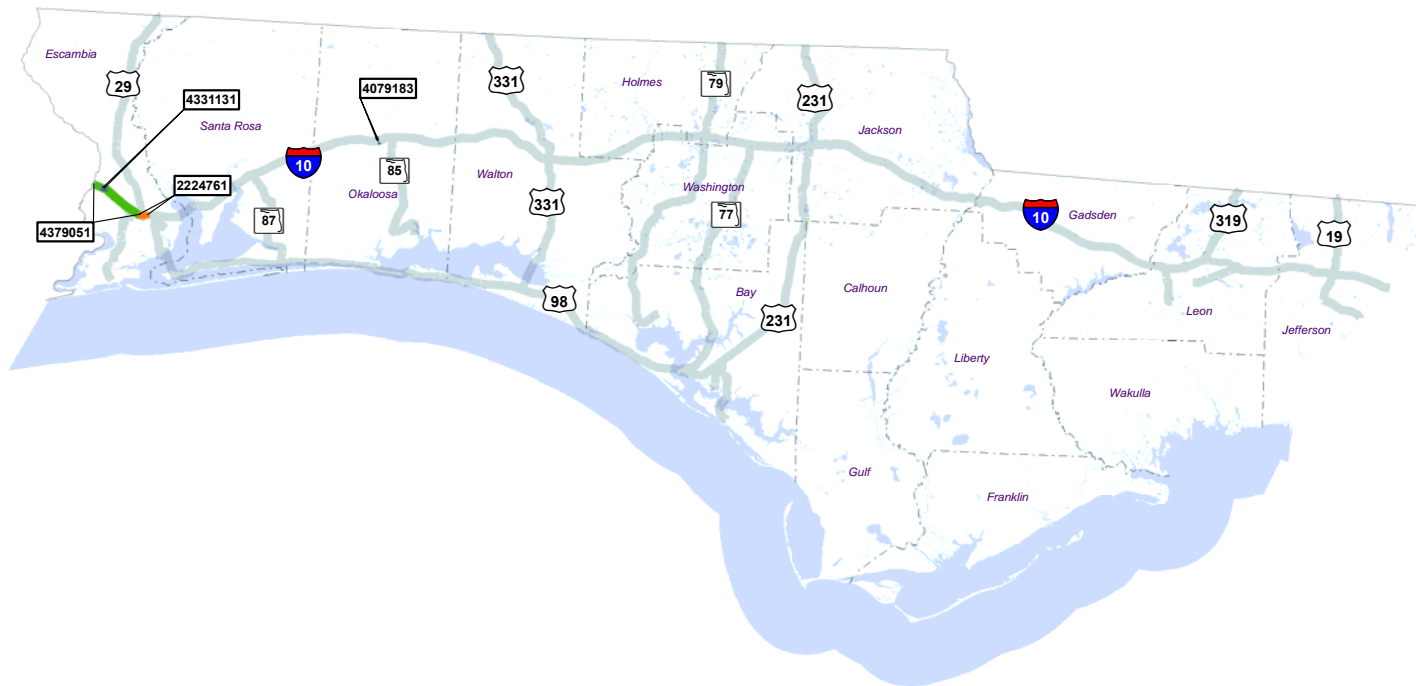 Escambia
29
4331131
Santa Rosa
4079183
331
Holmes
79
231
Jackson
10
85
Okaloosa
Walton
2224761
4379051
87
331
Washington
77
10
Gadsden
319
19
98
Bay
231
Calhoun
Liberty
Leon
Jefferson
Wakulla
Gulf
Franklin